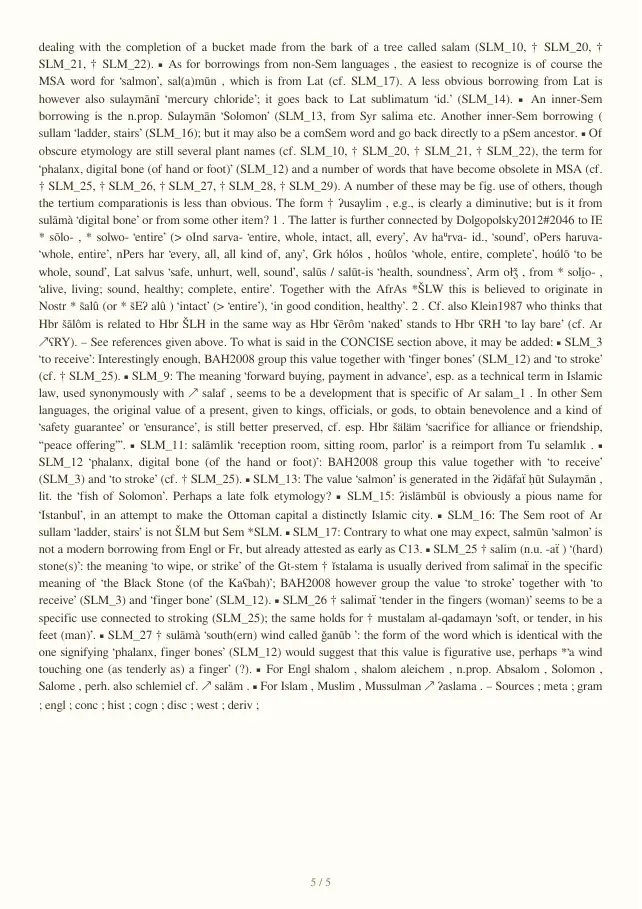 dealing with the completion of a bucket made from the bark of a tree called salam (SLM_10, † SLM_20, †
SLM_21, † SLM_22). ▪ As for borrowings from non-Sem languages , the easiest to recognize is of course the
MSA word for ‘salmon’, sal(a)mūn , which is from Lat (cf. SLM_17). A less obvious borrowing from Lat is
however also sulaymānī ‘mercury chloride’; it goes back to Lat sublimatum ‘id.’ (SLM_14). ▪ An inner-Sem
borrowing is the n.prop. Sulaymān ‘Solomon’ (SLM_13, from Syr salima etc. Another inner-Sem borrowing (
sullam ‘ladder, stairs’ (SLM_16); but it may also be a comSem word and go back directly to a pSem ancestor. ▪ Of
obscure etymology are still several plant names (cf. SLM_10, † SLM_20, † SLM_21, † SLM_22), the term for
‘phalanx, digital bone (of hand or foot)’ (SLM_12) and a number of words that have become obsolete in MSA (cf.
† SLM_25, † SLM_26, † SLM_27, † SLM_28, † SLM_29). A number of these may be fig. use of others, though
the tertium comparationis is less than obvious. The form † ʔusaylim , e.g., is clearly a diminutive; but is it from
sulāmà ‘digital bone’ or from some other item? 1 . The latter is further connected by Dolgopolsky2012#2046 to IE
* sōlo- , * solwo- ‘entire’ (> oInd sarva- ‘entire, whole, intact, all, every’, Av haᵘrva- id., ‘sound’, oPers haruva-
‘whole, entire’, nPers har ‘every, all, all kind of, any’, Grk hólos , hoûlos ‘whole, entire, complete’, hoúlō ‘to be
whole, sound’, Lat salvus ‘safe, unhurt, well, sound’, salūs / salūt-is ‘health, soundness’, Arm , from * soli̯o- ,
‘alive, living; sound, healthy; complete, entire’. Together with the AfrAs *ŠLW this is believed to originate in
Nostr * šalû (or * šEʔ alû ) ‘intact’ (> ‘entire’), ‘in good condition, healthy’. 2 . Cf. also Klein1987 who thinks that
Hbr šālôm is related to Hbr ŠLH in the same way as Hbr ʕērôm ‘naked’ stands to Hbr ʕRH ‘to lay bare’ (cf. Ar
↗ʕRY). – See references given above. To what is said in the CONCISE section above, it may be added: ▪ SLM_3
‘to receive’: Interestingly enough, BAH2008 group this value together with ‘finger bones’ (SLM_12) and ‘to stroke’
(cf. † SLM_25). ▪ SLM_9: The meaning ‘forward buying, payment in advance’, esp. as a technical term in Islamic
law, used synonymously with ↗ salaf , seems to be a development that is specific of Ar salam_1 . In other Sem
languages, the original value of a present, given to kings, officials, or gods, to obtain benevolence and a kind of
‘safety guarantee’ or ‘ensurance’, is still better preserved, cf. esp. Hbr šäläm ‘sacrifice for alliance or friendship,
“peace offering”’. ▪ SLM_11: salāmlik ‘reception room, sitting room, parlor’ is a reimport from Tu selamlık . ▪
SLM_12 ‘phalanx, digital bone (of the hand or foot)’: BAH2008 group this value together with ‘to receive’
(SLM_3) and ‘to stroke’ (cf. † SLM_25). ▪ SLM_13: The value ‘salmon’ is generated in the ʔiḍāfaẗ ḥūt Sulaymān ,
lit. the ‘fish of Solomon’. Perhaps a late folk etymology? ▪ SLM_15: ʔislāmbūl is obviously a pious name for
‘Istanbul’, in an attempt to make the Ottoman capital a distinctly Islamic city. ▪ SLM_16: The Sem root of Ar
sullam ‘ladder, stairs’ is not ŠLM but Sem *SLM. ▪ SLM_17: Contrary to what one may expect, salmūn ‘salmon’ is
not a modern borrowing from Engl or Fr, but already attested as early as C13. ▪ SLM_25 † salim (n.u. -aẗ ) ‘(hard)
stone(s)’: the meaning ‘to wipe, or strike’ of the Gt-stem † ĭstalama is usually derived from salimaẗ in the specific
meaning of ‘the Black Stone (of the Kaʕbah)’; BAH2008 however group the value ‘to stroke’ together with ‘to
receive’ (SLM_3) and ‘finger bone’ (SLM_12). ▪ SLM_26 † salimaẗ ‘tender in the fingers (woman)’ seems to be a
specific use connected to stroking (SLM_25); the same holds for † mustalam al-qadamayn ‘soft, or tender, in his
feet (man)’. ▪ SLM_27 † sulāmà ‘south(ern) wind called ǧanūb ’: the form of the word which is identical with the
one signifying ‘phalanx, finger bones’ (SLM_12) would suggest that this value is figurative use, perhaps *‘a wind
touching one (as tenderly as) a finger’ (?). ▪ For Engl shalom , shalom aleichem , n.prop. Absalom , Solomon ,
Salome , perh. also schlemiel cf. ↗ salām . ▪ For Islam , Muslim , Mussulman ↗ ʔaslama . – Sources ; meta ; gram
; engl ; conc ; hist ; cogn ; disc ; west ; deriv ;
5 / 5